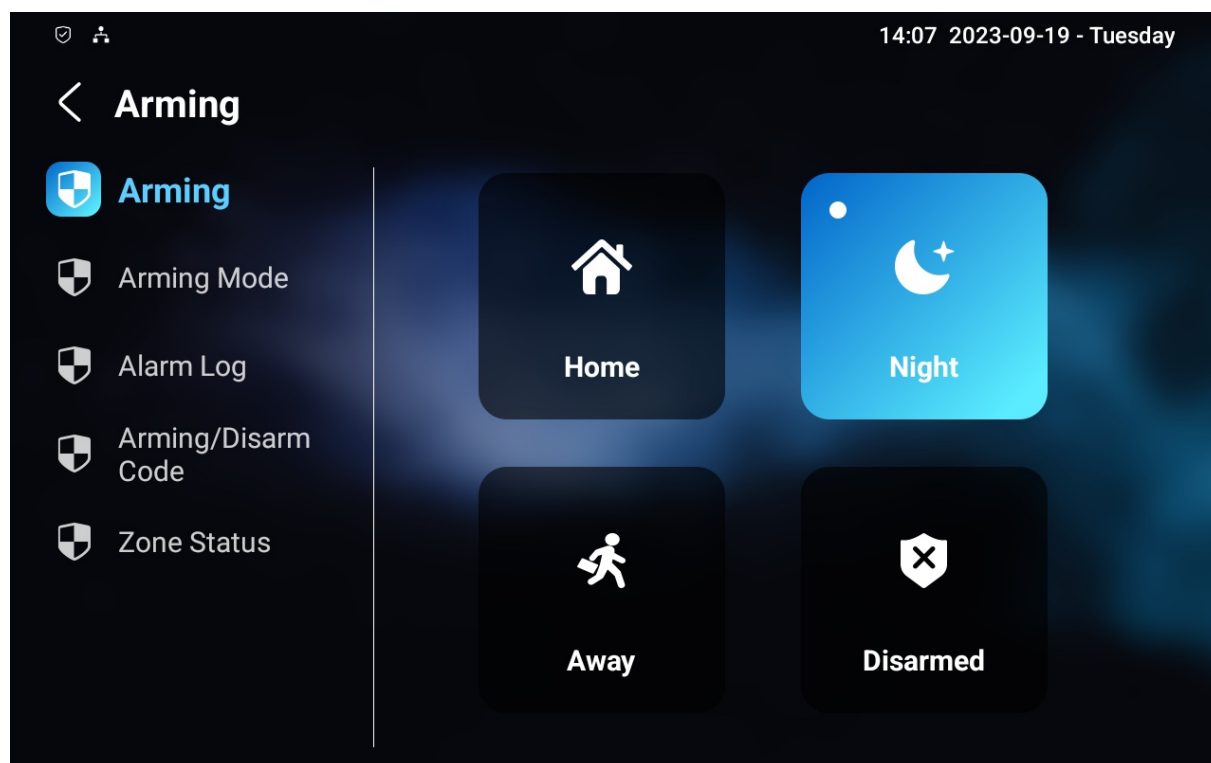 14:07 2023-09-19 - Tuesday
Arming
Arming
Arming Mode
Alarm Log
Arming/Disarm
Code
Zone Status
Home
Night
Away
Disarmed